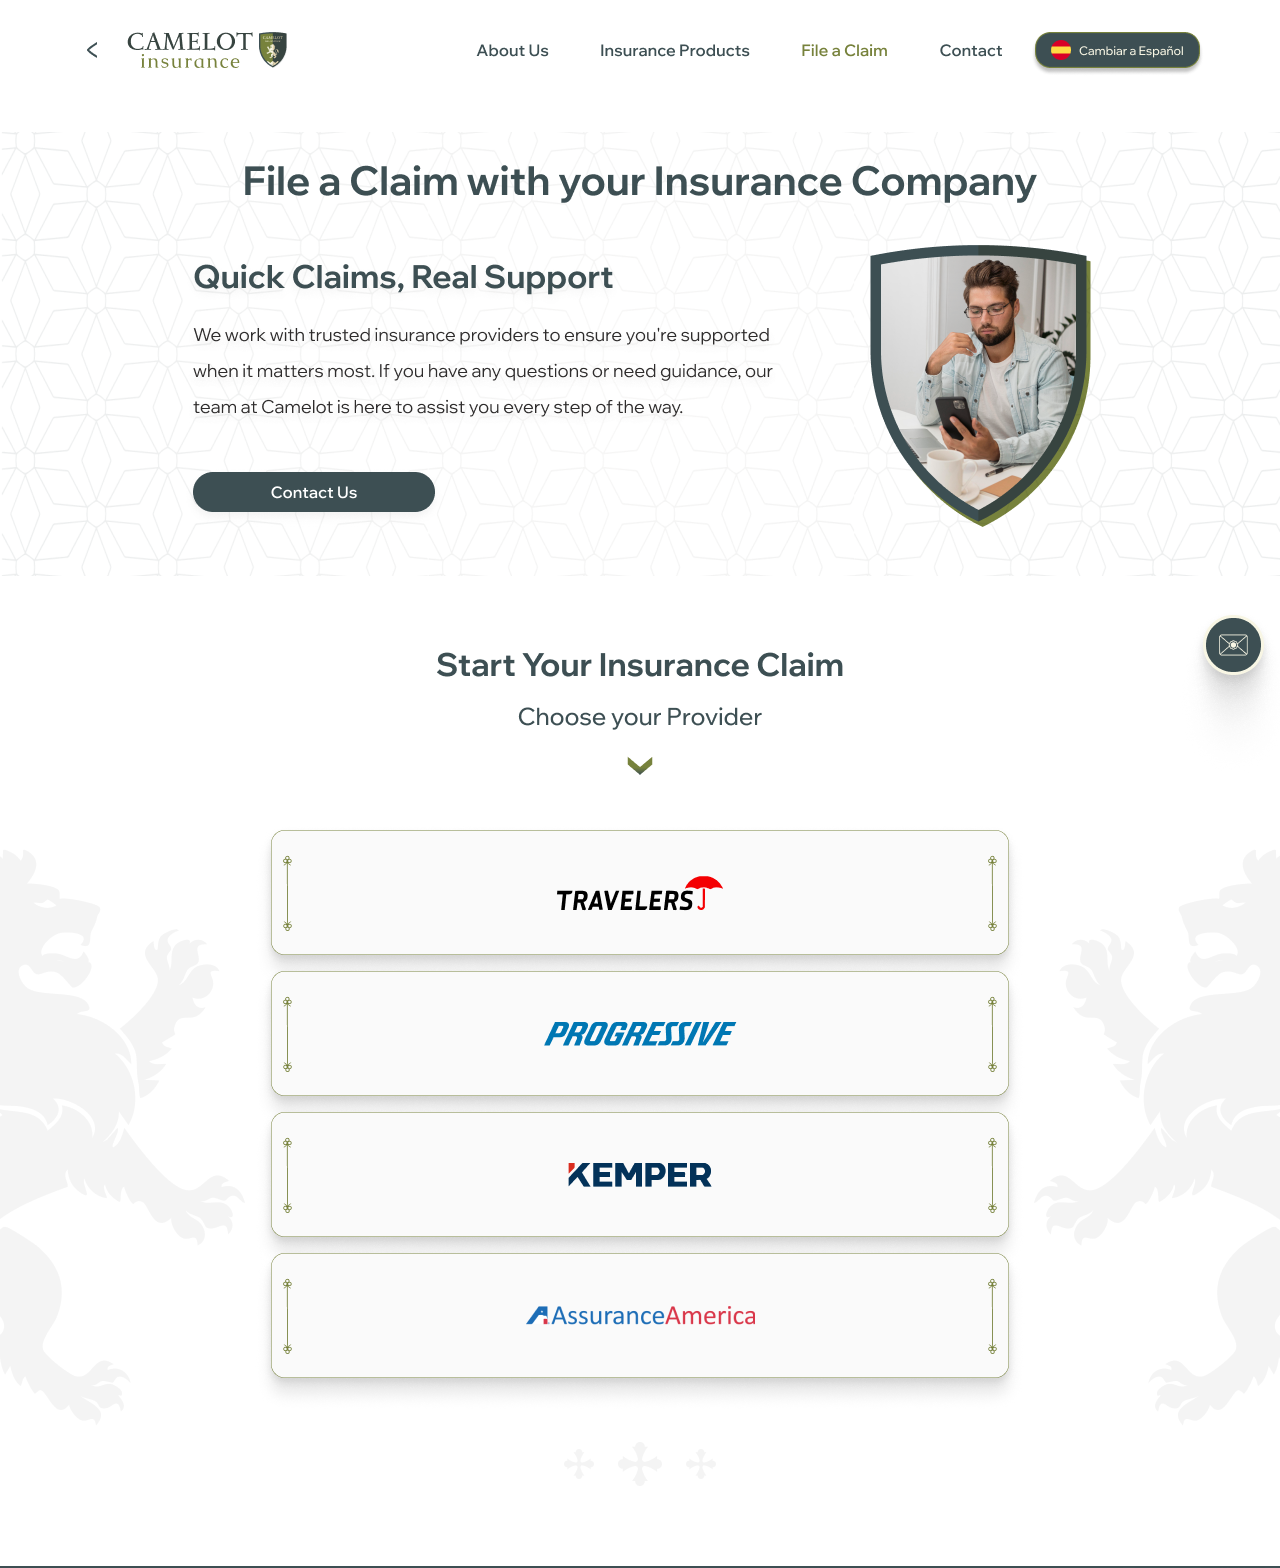 CAMELOT
insurance
About Us
Insurance Products
File a Claim
Contact
Cambiar a Español
File a Claim with your Insurance Company
Quick Claims, Real Support
We work with trusted insurance providers to ensure you're supported
when it matters most. If you have any questions or need guidance, our
team at Camelot is here to assist you every step of the way.
Contact Us
Start Your Insurance Claim
Choose your Provider
TRAVELERS
PROGRESSIVE
KEMPER
AssuranceAmerica